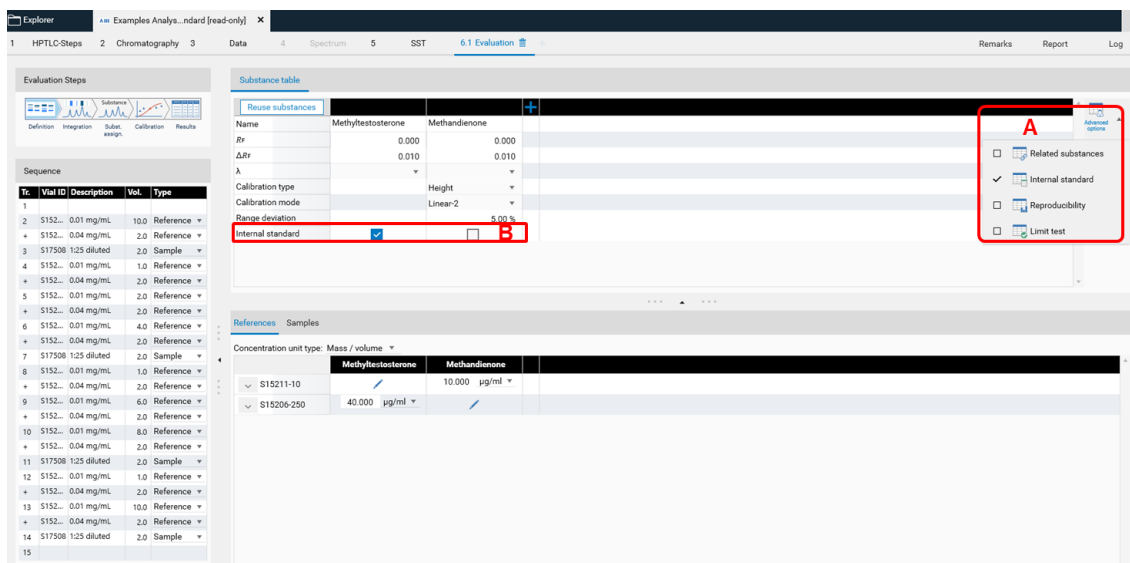 Explorer ABI Examples Analys...ndard [read-only] ×
1 HPTLC-Steps 2 Chromatography 3 Data 4 Spectrum 5 SST 6.1 Evaluation Remarks Report Log
Evaluation Steps
Substance
Definition Integration Subst. assign. Calibration Results
Sequence
Tr. Vial ID Description Vol. Type
1
2 S152... 0.01 mg/mL 10.0 Reference
+ S152... 0.04 mg/mL 2.0 Reference
3 S17508 1:25 diluted 2.0 Sample
4 S152... 0.01 mg/mL 1.0 Reference
+ S152... 0.04 mg/mL 2.0 Reference
5 S152... 0.01 mg/mL 2.0 Reference
+ S152... 0.04 mg/mL 2.0 Reference
6 S152... 0.01 mg/mL 4.0 Reference
+ S152... 0.04 mg/mL 2.0 Reference
7 S17508 1:25 diluted 2.0 Sample
8 S152... 0.01 mg/mL 1.0 Reference
+ S152... 0.04 mg/mL 2.0 Reference
9 S152... 0.01 mg/mL 6.0 Reference
+ S152... 0.04 mg/mL 2.0 Reference
10 S152... 0.01 mg/mL 8.0 Reference
+ S152... 0.04 mg/mL 2.0 Reference
11 S17508 1:25 diluted 2.0 Sample
12 S152... 0.01 mg/mL 1.0 Reference
+ S152... 0.04 mg/mL 2.0 Reference
13 S152... 0.01 mg/mL 10.0 Reference
+ S152... 0.04 mg/mL 2.0 Reference
14 S17508 1:25 diluted 2.0 Sample
15
Substance table
Reuse substances
Name Methyltestosterone Methandienone
RF 0.000 0.000
ΔRF 0.010 0.010
λ
Calibration type Height
Calibration mode Linear-2
Range deviation 5.00 %
Internal standard B
A
Advanced
options
Related substances
Internal standard
Reproducibility
Limit test
References Samples
Concentration unit type: Mass / volume
Methyltestosterone Methandienone
S15211-10 10.000 µg/ml
S15206-250 40.000 µg/ml